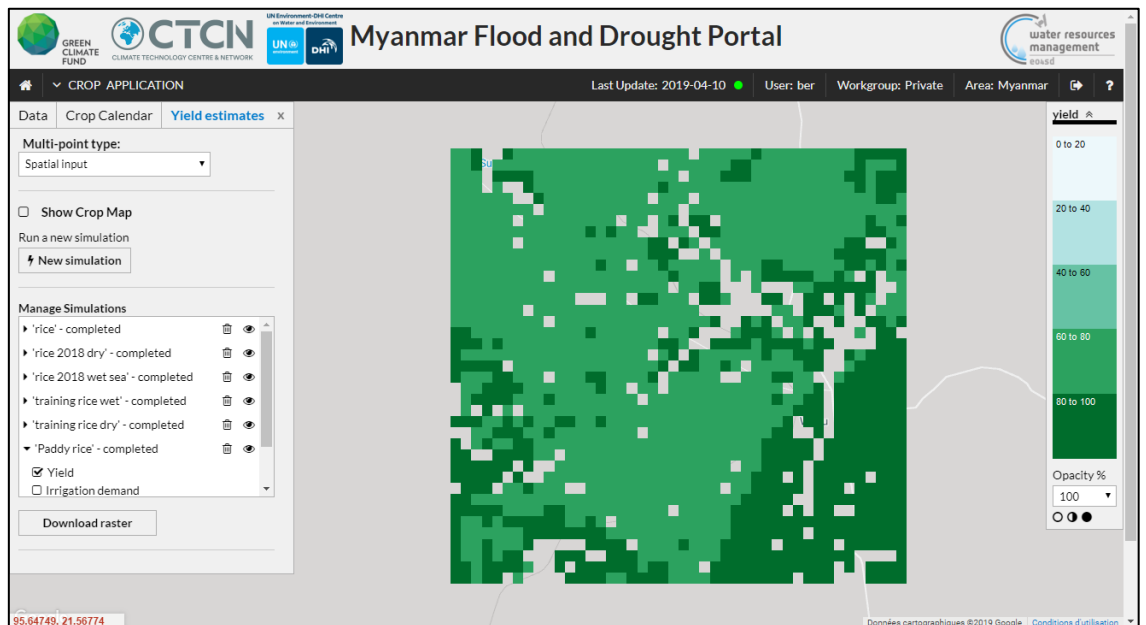 GREEN
CLIMATE
FUND
CTCN
CLIMATE TECHNOLOGY CENTRE & NETWORK
UN Environment-DHI Centre
on Water and Environment
UN
DHI
Myanmar Flood and Drought Portal
water resources
management
CROP APPLICATION
Last Update: 2019-04-10
User: ber
Workgroup: Private
Area: Myanmar
?
Data
Crop Calendar
Yield estimates
x
Multi-point type:
Spatial input
Show Crop Map
Run a new simulation
New simulation
Manage Simulations
'rice' - completed
'rice 2018 dry' - completed
'rice 2018 wet sea' - completed
'training rice wet' - completed
'training rice dry' - completed
'Paddy rice' - completed
Yield
Irrigation demand
Download raster
95.64749, 21.56774
Su
yield
0 to 20
20 to 40
40 to 60
60 to 80
80 to 100
Opacity %
100
Données cartographiques ©2019 Google
Conditions d'utilisation